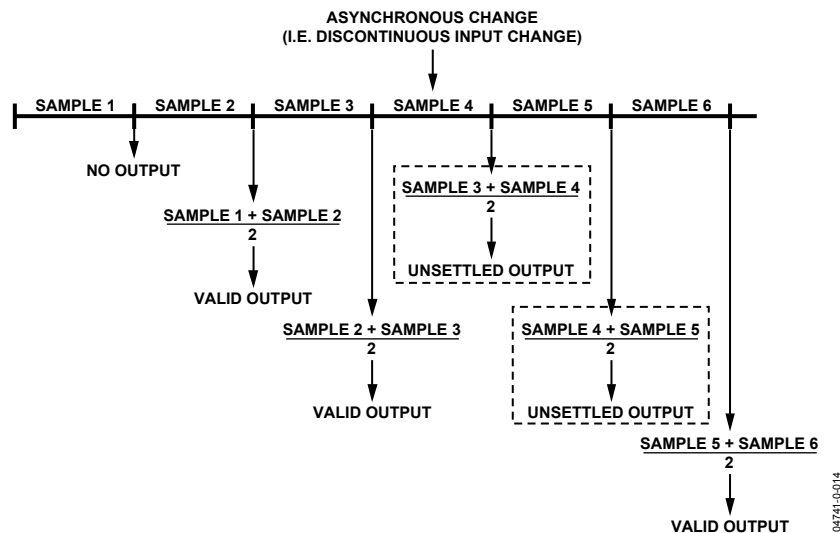 ASYNCHRONOUS CHANGE
(I.E. DISCONTINUOUS INPUT CHANGE)
SAMPLE 1
SAMPLE 2
SAMPLE 3
SAMPLE 4
SAMPLE 5
SAMPLE 6
NO OUTPUT
SAMPLE 1 + SAMPLE 2
2
VALID OUTPUT
SAMPLE 3 + SAMPLE 4
2
UNSETTLED OUTPUT
SAMPLE 2 + SAMPLE 3
2
VALID OUTPUT
SAMPLE 4 + SAMPLE 5
2
UNSETTLED OUTPUT
SAMPLE 5 + SAMPLE 6
2
VALID OUTPUT
04741-0-014